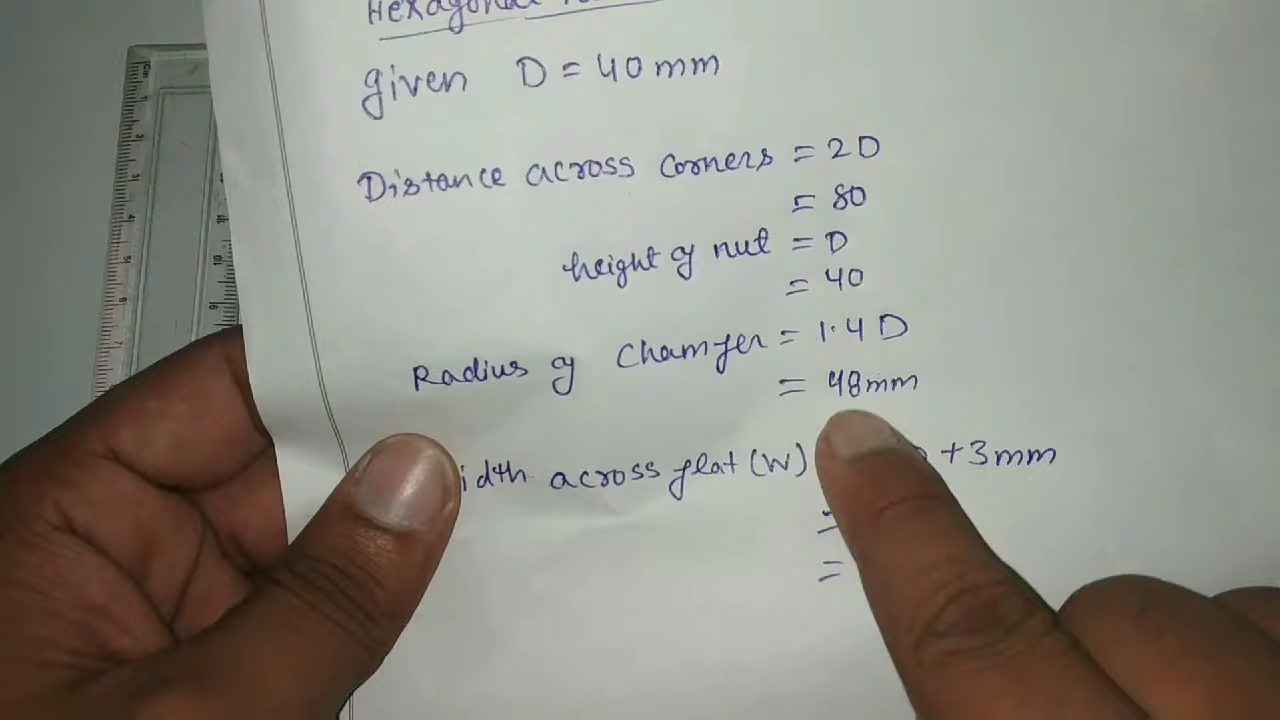 Hexagonal
given D = 40 mm
Distance across corners = 2D
= 80
height of nut = D
= 40
Radius of chamfer = 1.4 D
= 48mm
idth across flat (W) +3mm
=
=